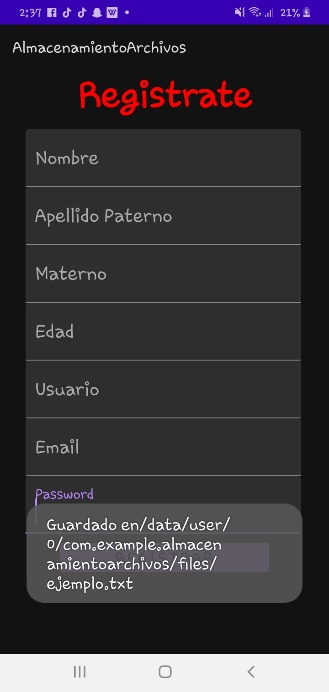 2:37 21%
AlmacenamientoArchivos
Registrate
Nombre
Apellido Paterno
Materno
Edad
Usuario
Email
Password
Guardado en/data/user/
0/com.example.almacen
amientoarchivos/files/
ejemplo.txt